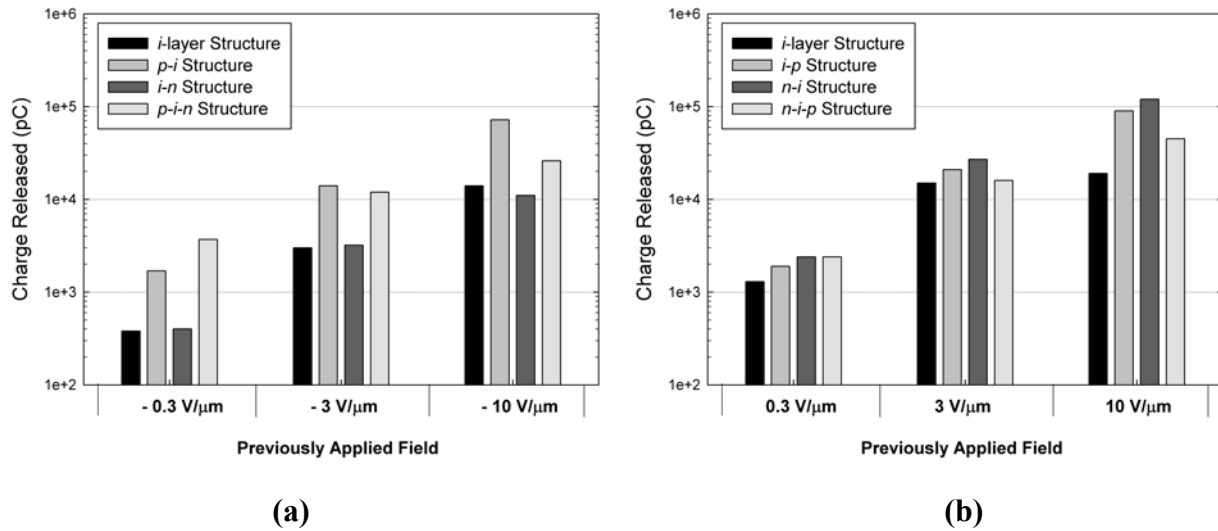 1e+6
1e+5
1e+4
1e+3
1e+2
Charge Released (pC)
i-layer Structure
p-i Structure
i-n Structure
p-i-n Structure
- 0.3 V/μm
- 3 V/μm
- 10 V/μm
Previously Applied Field
(a)
1e+6
1e+5
1e+4
1e+3
1e+2
Charge Released (pC)
i-layer Structure
i-p Structure
n-i Structure
n-i-p Structure
0.3 V/μm
3 V/μm
10 V/μm
Previously Applied Field
(b)